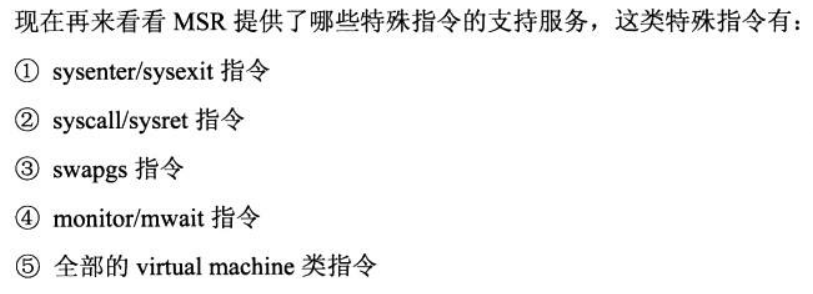 现在再来看看 MSR 提供了哪些特殊指令的支持服务，这类特殊指令有：
① sysenter/sysexit 指令
② syscall/sysret 指令
③ swapgs 指令
④ monitor/mwait 指令
⑤ 全部的 virtual machine 类指令